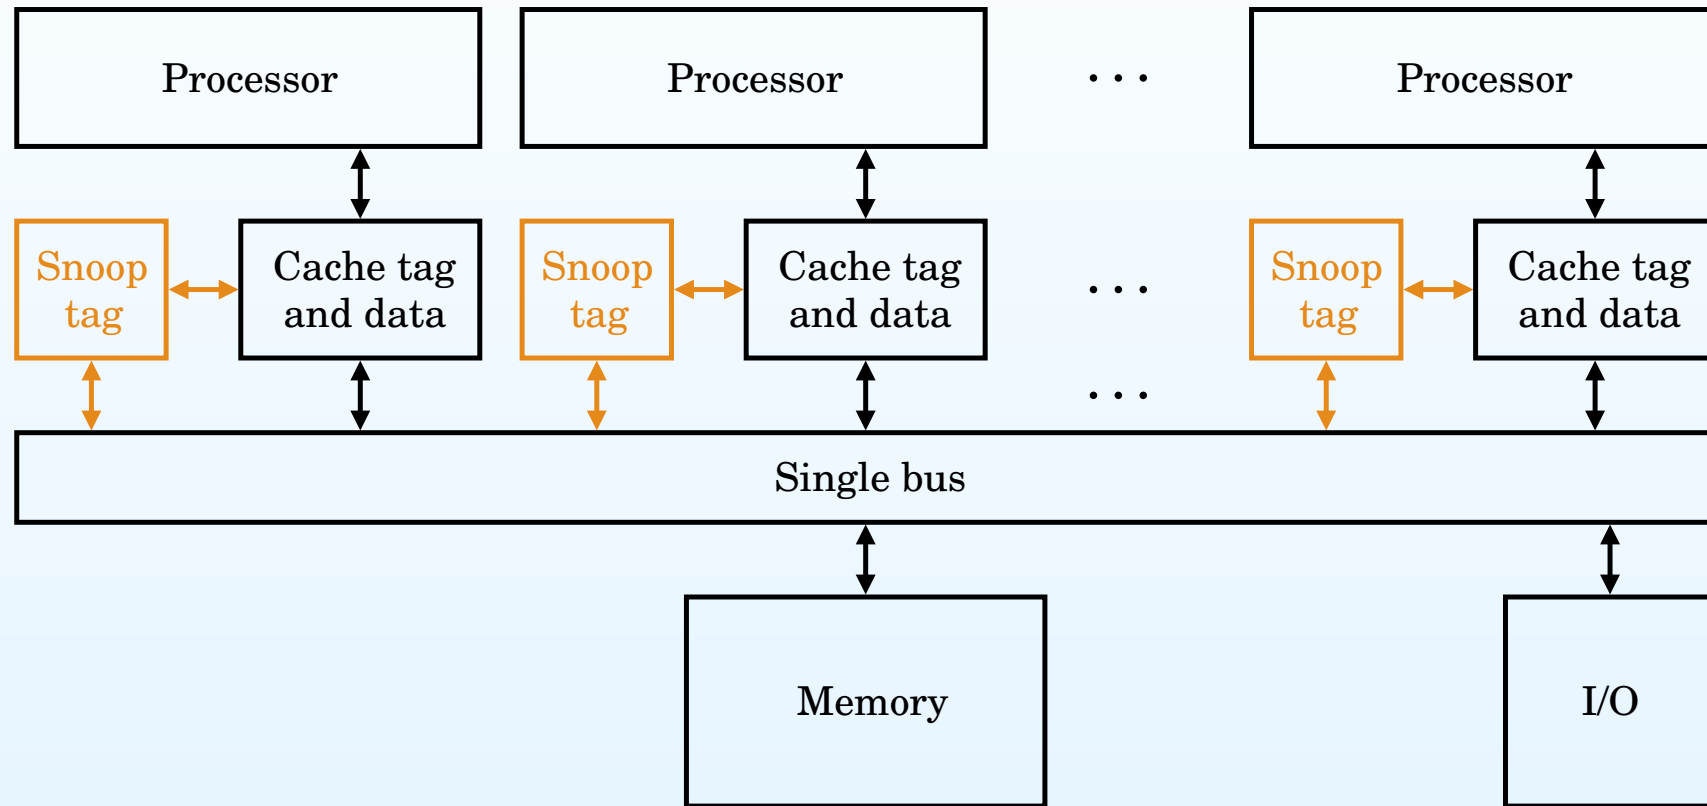 Processor
Processor
. . .
Processor
Snoop
tag
Cache tag
and data
Snoop
tag
Cache tag
and data
. . .
Snoop
tag
Cache tag
and data
. . .
Single bus
Memory
I/O